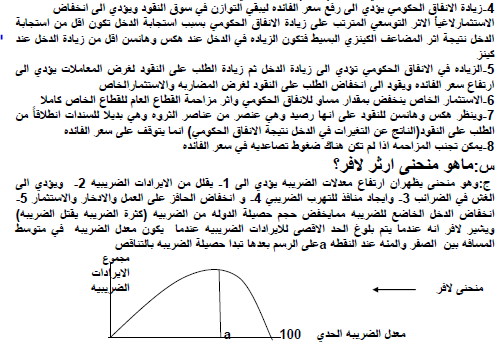 4-زيادة الانفاق الحكومي يؤدي الى رفع سعر الفائده ليبقي التوازن في سوق النقود ويؤدي الى انخفاض
الاستثمارلاغياً الاثر التوسعي المترتب على زيادة الانفاق الحكومي بسبب استجابة الدخل تكون اقل من استجابة
الدخل نتيجة اثر المضاعف الكينزي البسيط فتكون الزياده في الدخل عند هكس وهانسن اقل من زيادة الدخل عند
كينز
5-الزياده في الانفاق الحكومي تؤدي الى زيادة الدخل ثم زيادة الطلب على النقود لغرض المعاملات يؤدي الى
ارتفاع سعر الفائده ويقود الى انخفاض الطلب على النقود لغرض المضاربه والاستثمارالخاص
6-الاستثمار الخاص ينخفض بمقدار مساو للانفاق الحكومي واثر مزاحمة القطاع العام للقطاع الخاص كاملا
7-وينظر هكس وهانسن للنقود على انها رصيد وهي عنصر من عناصر الثروه وهي بديلا للسندات انطلاقاً من
الطلب على النقود(الناتج عن التغيرات في الدخل نتيجة الانفاق الحكومي) انما يتوقف على سعر الفائده
8-يمكن تجنب المزاحمه اذا لم تكن هناك ضغوط تصاعديه في سعر الفائده
س:ماهو منحنى ارثر لافر؟
ج:وهو منحنى يظهران ارتفاع معدلات الضريبه يؤدي الى 1- يقلل من الايرادات الضريبيه 2- ويؤدي الى
الغش في الضرائب 3- وايجاد منافذ للتهرب الضريبي 4- و انخفاض الحافز على العمل والادخار والاستثمار 5-
انخفاض الدخل الخاضع للضريبه ممايخفض حجم حصيلة الدوله من الضريبه (كثرة الضريبه يقتل الضريبه)
ويشير لافر انه عندما يتم بلوغ الحد الاقصى للايرادات الضريبيه عندما يكون معدل الضريبه في متوسط
المسافه بين الصفر والمئه عند النقطه aعلى الرسم بعدها تبدا حصيلة الضريبه بالتناقص
مجموع
الايرادات
الضريبيه
منحنى لافر
a 100 معدل الضريبه الحدي